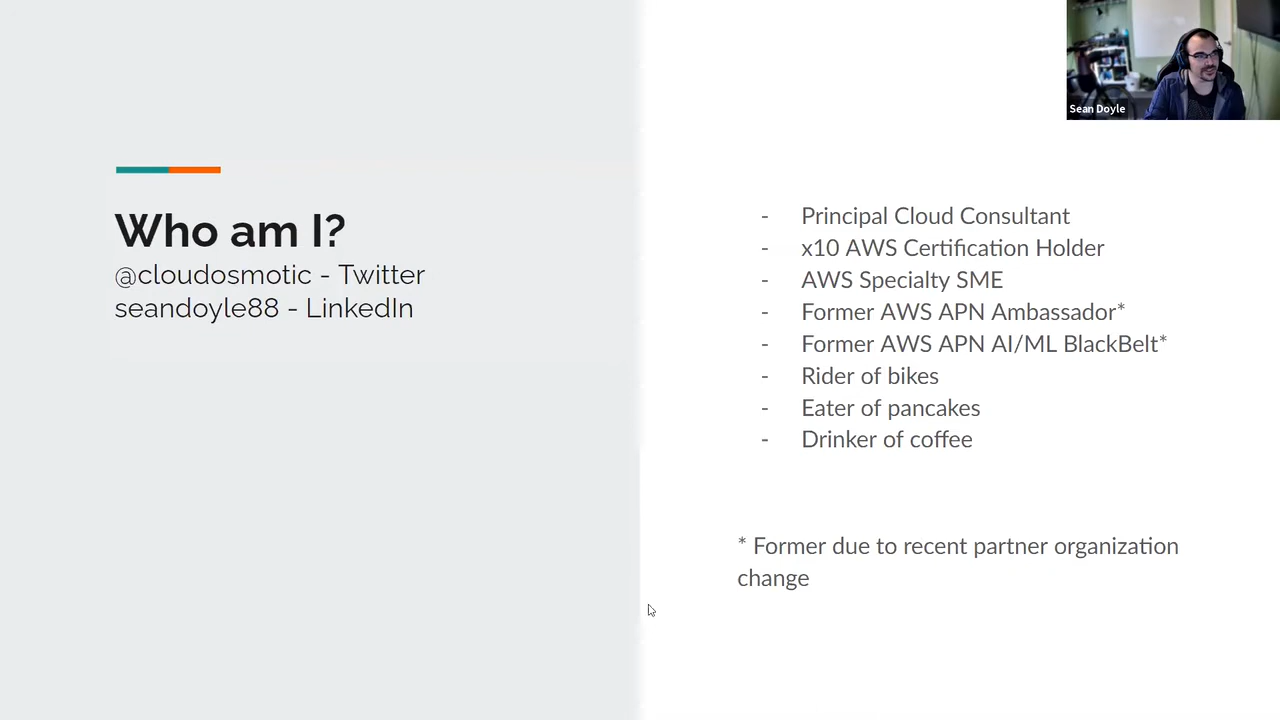 Who am I?
@cloudosmotic - Twitter
seandoyle88 - LinkedIn
Sean Doyle
- Principal Cloud Consultant
- x10 AWS Certification Holder
- AWS Specialty SME
- Former AWS APN Ambassador*
- Former AWS APN AI/ML BlackBelt*
- Rider of bikes
- Eater of pancakes
- Drinker of coffee
* Former due to recent partner organization
change